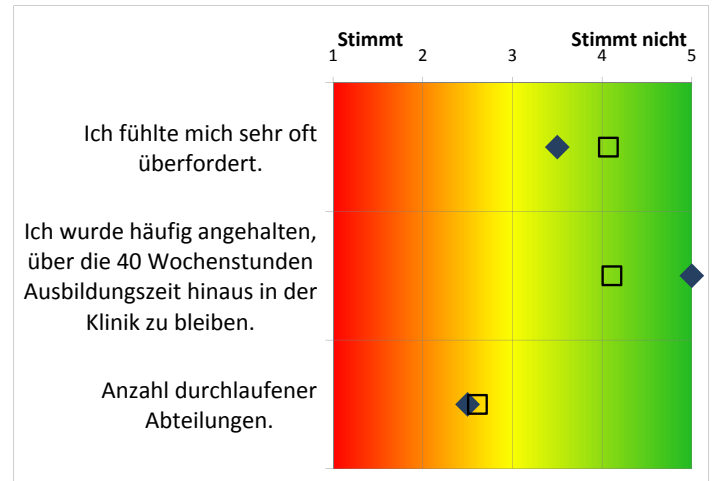 Stimmt Stimmt nicht
1 2 3 4 5
Ich fühlte mich sehr oft
überfordert.
Ich wurde häufig angehalten,
über die 40 Wochenstunden
Ausbildungszeit hinaus in der
Klinik zu bleiben.
Anzahl durchlaufener
Abteilungen.